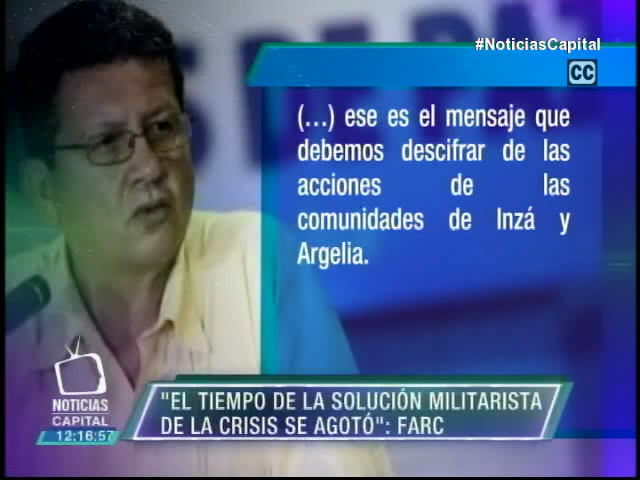 #NoticiasCapital
CC
(...) ese es el mensaje que
debemos descifrar de las
acciones de las
comunidades de Inzá y
Argelia.
"EL TIEMPO DE LA SOLUCIÓN MILITARISTA
DE LA CRISIS SE AGOTÓ": FARC
NOTICIAS
CAPITAL
12:16:57